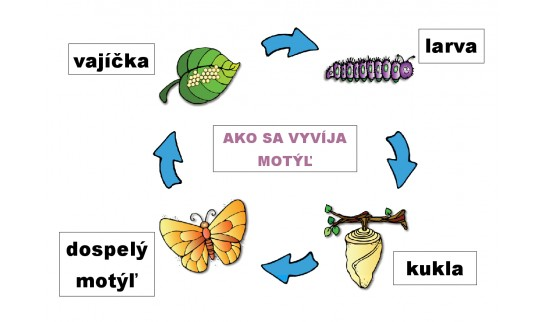 vajíčka
larva
AKO SA VYVÍJA
MOTÝĽ
dospelý
motýľ
kukla